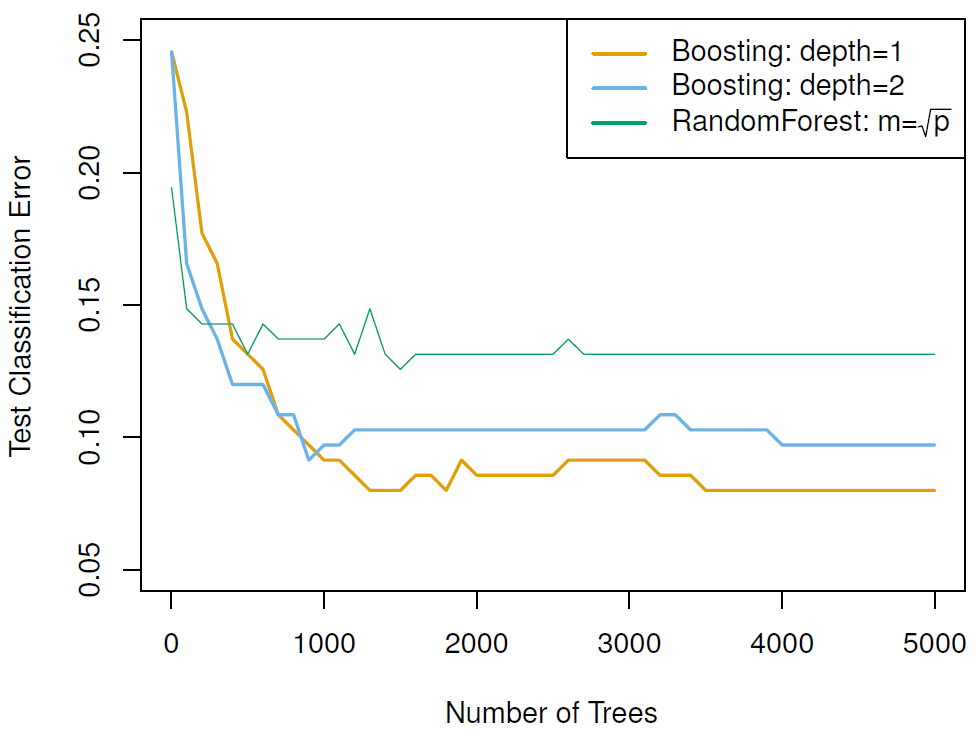 Boosting: depth=1
Boosting: depth=2
RandomForest: m=√p
Test Classification Error
0.25
0.20
0.15
0.10
0.05
0 1000 2000 3000 4000 5000
Number of Trees